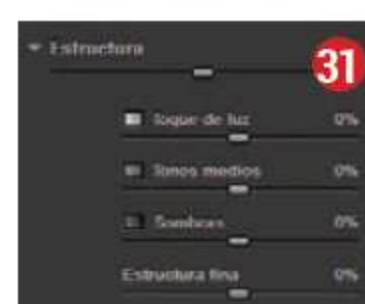 Estructura
31
Toque de luz 0%
Tonos medios 0%
Sombras 0%
Estructura fina 0%